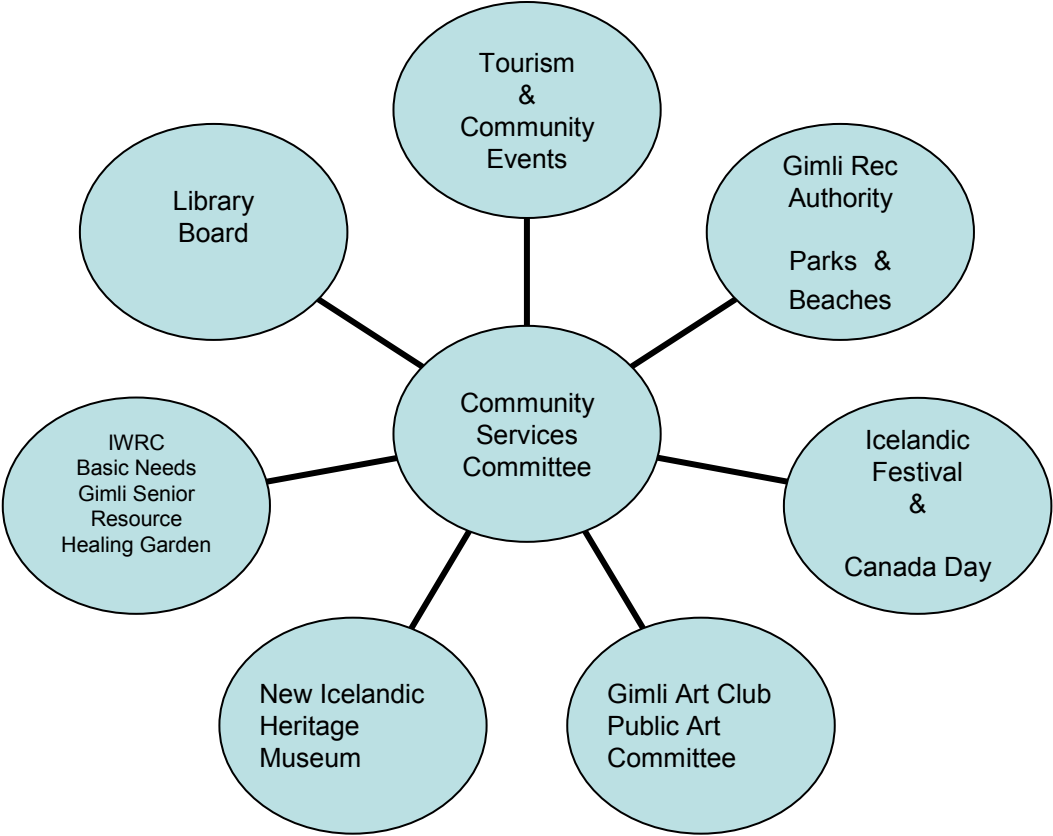 Tourism
&
Community
Events
Library
Board
Gimli Rec
Authority
Parks &
Beaches
Community
Services
Committee
IWRC
Basic Needs
Gimli Senior
Resource
Healing Garden
Icelandic
Festival
&
Canada Day
New Icelandic
Heritage
Museum
Gimli Art Club
Public Art
Committee